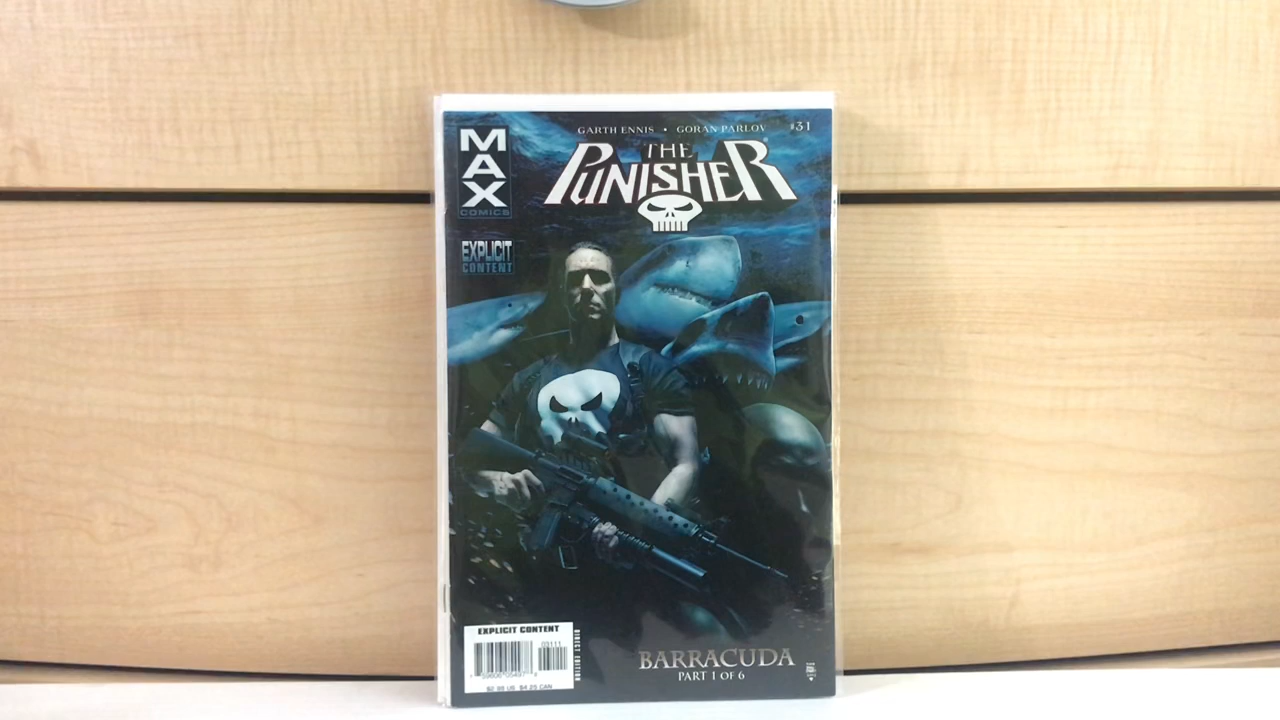 GARTH ENNIS • GORAN PARLOV #31
MAX
COMICS
THE
PUNISHER
EXPLICIT
CONTENT
EXPLICIT CONTENT
03111
DIRECT EDITION
$2.99 US $4.25 CAN
BARRACUDA
PART 1 OF 6